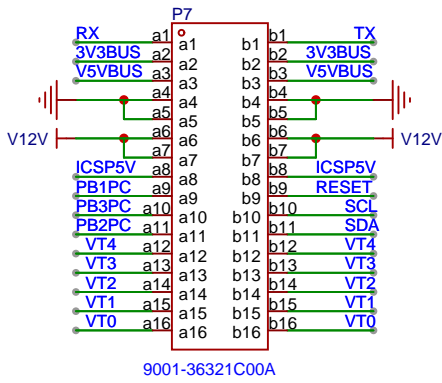 P7
RX a1 a1 b1 b1 TX
3V3BUS a2 a2 b2 b2 3V3BUS
V5VBUS a3 a3 b3 b3 V5VBUS
a4 a4 b4 b4
a5 a5 b5 b5
V12V a6 a6 b6 b6 V12V
a7 a7 b7 b7
ICSP5V a8 a8 b8 b8 ICSP5V
PB1PC a9 a9 b9 b9 RESET
PB3PC a10 a10 b10 b10 SCL
PB2PC a11 a11 b11 b11 SDA
VT4 a12 a12 b12 b12 VT4
VT3 a13 a13 b13 b13 VT3
VT2 a14 a14 b14 b14 VT2
VT1 a15 a15 b15 b15 VT1
VT0 a16 a16 b16 b16 VT0
9001-36321C00A